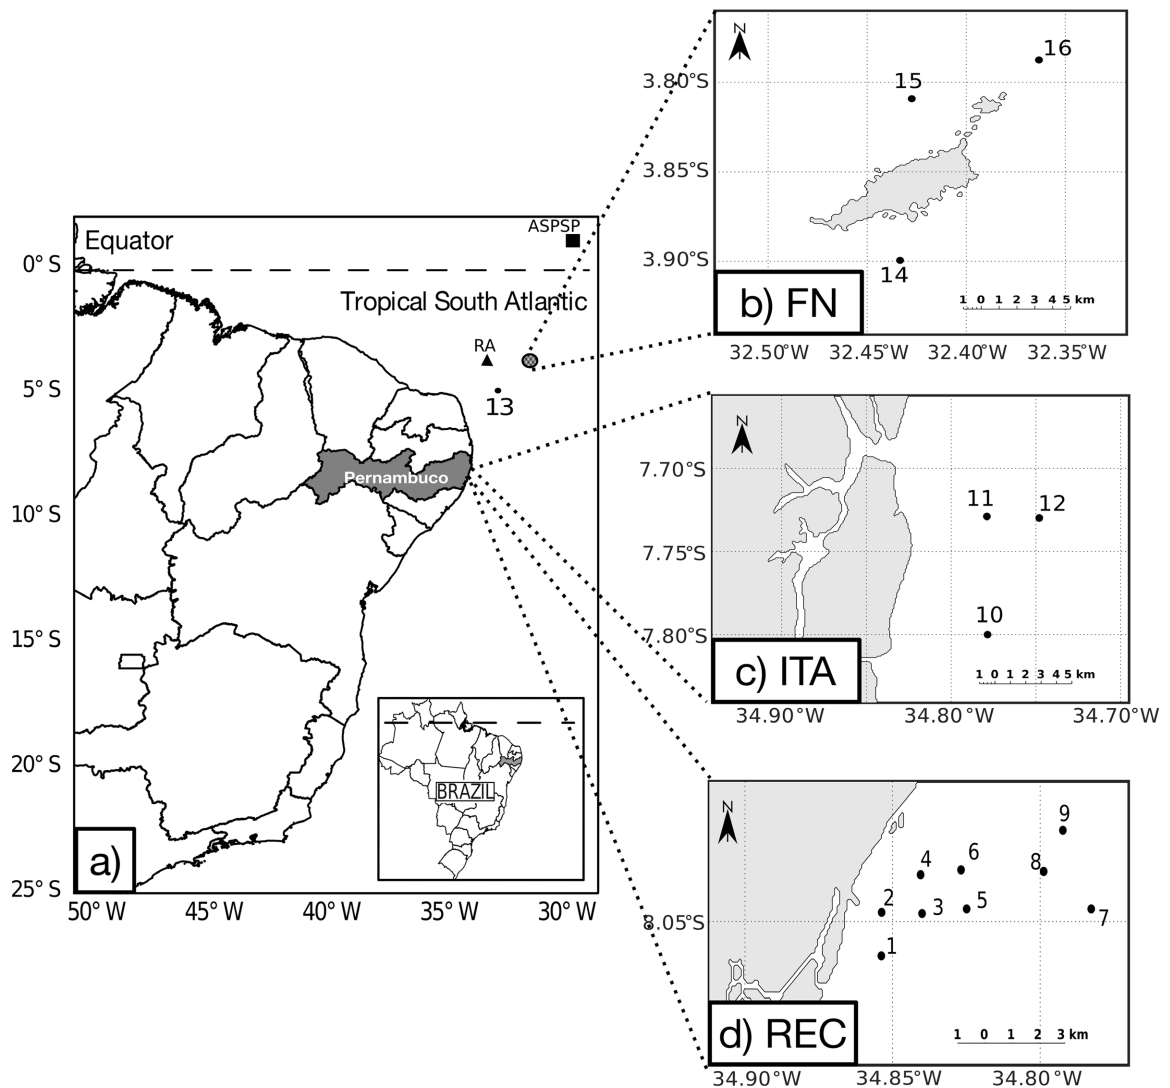 Equator
ASPSP
Tropical South Atlantic
RA
13
Pernambuco
BRAZIL
a)
0° S
5° S
10° S
15° S
20° S
25° S
50° W
45° W
40° W
35° W
30° W
N
16
15
14
3.80°S
3.85°S
3.90°S
b) FN
1 0 1 2 3 4 5 km
32.50°W
32.45°W
32.40°W
32.35°W
N
7.70°S
7.75°S
7.80°S
11
12
10
c) ITA
1 0 1 2 3 4 5 km
34.90°W
34.80°W
34.70°W
N
9
4
6
8
2
3
5
7
1
8.05°S
d) REC
1 0 1 2 3 km
34.90°W
34.85°W
34.80°W